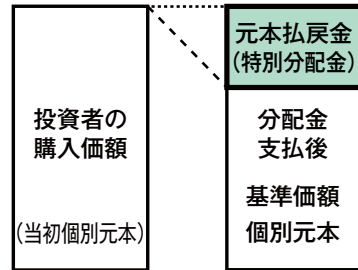 投資者の
購入価額
(当初個別元本)
元本払戻金
(特別分配金)
分配金
支払後
基準価額
個別元本